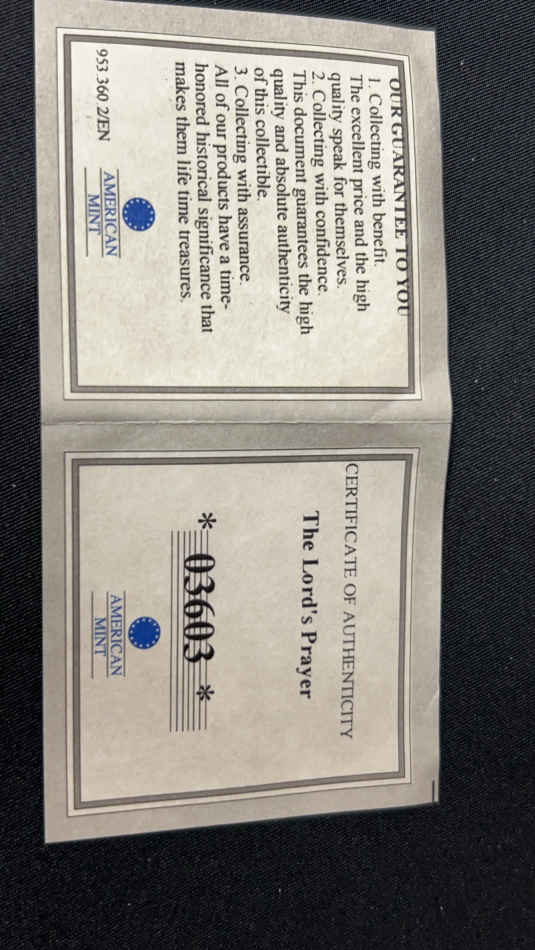 OUR GUARANTEE TO YOU
1. Collecting with benefit.
The excellent price and the high
quality speak for themselves.
2. Collecting with confidence.
This document guarantees the high
quality and absolute authenticity
of this collectible.
3. Collecting with assurance.
All of our products have a time-
honored historical significance that
makes them life time treasures.
953 360 2/EN
AMERICAN
MINT
CERTIFICATE OF AUTHENTICITY
The Lord's Prayer
* 03603 *
AMERICAN
MINT